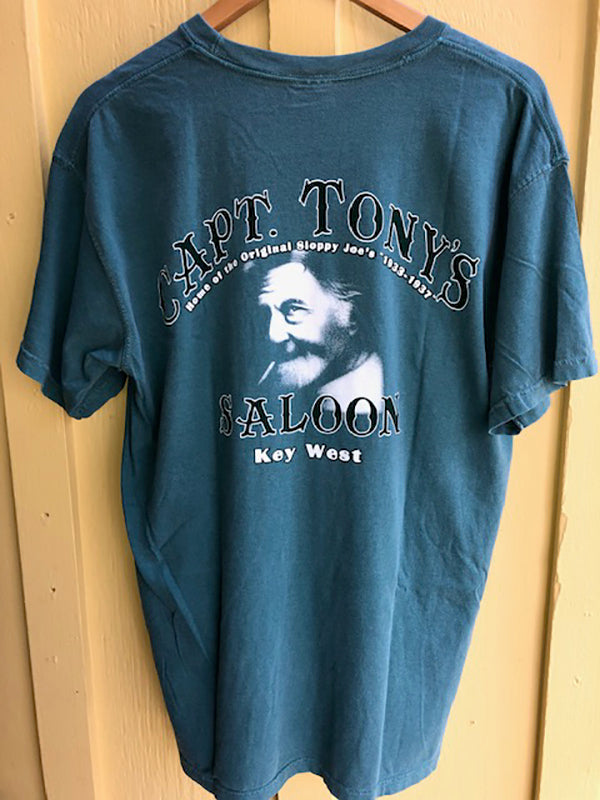 CAPT. TONY'S
Home of the Original Sloppy Joe's "1933-1937"
SALOON
Key West